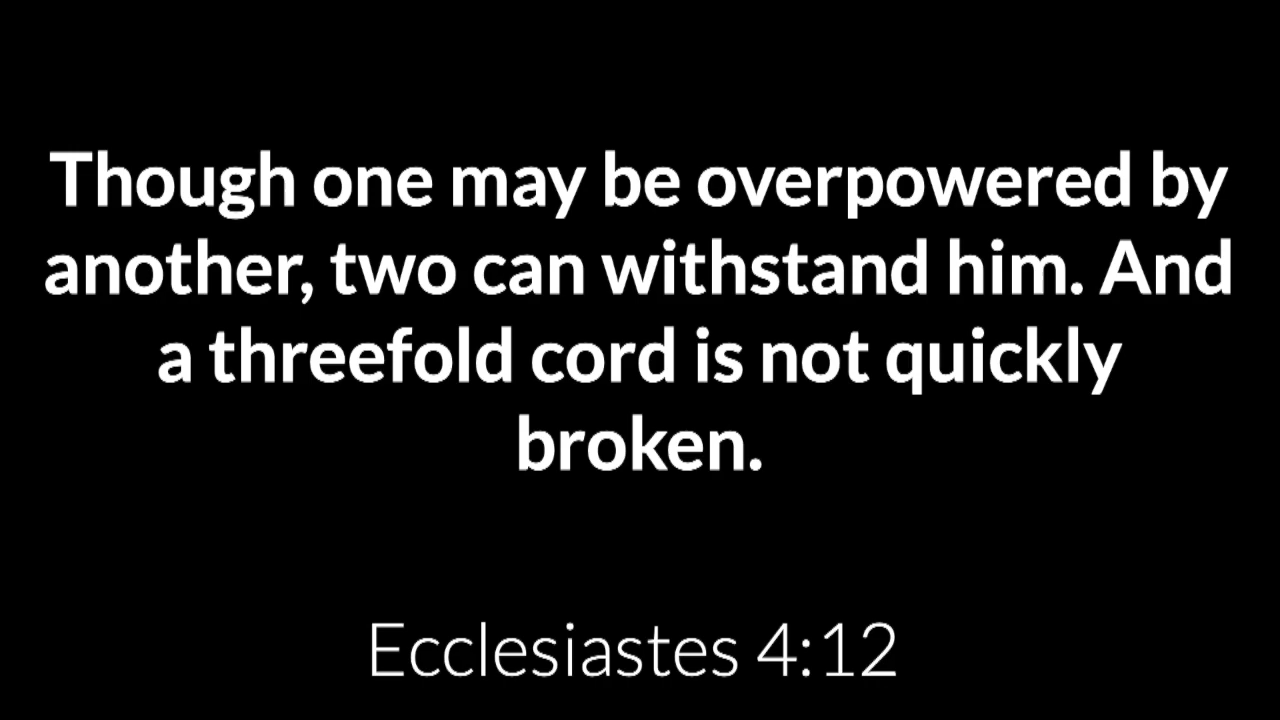 Though one may be overpowered by
another, two can withstand him. And
a threefold cord is not quickly
broken.
Ecclesiastes 4:12